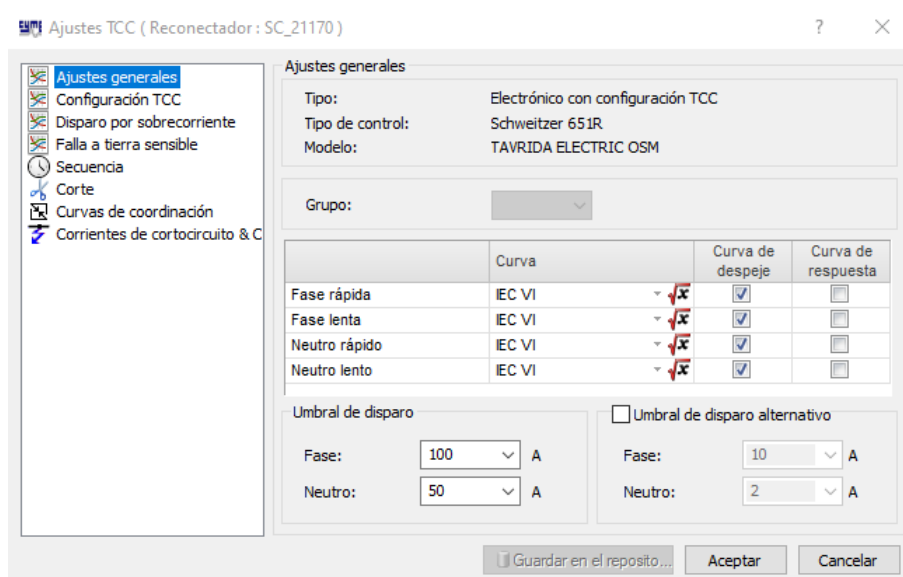 Ajustes TCC ( Reconectador : SC_21170 )
Ajustes generales
Configuración TCC
Disparo por sobrecorriente
Falla a tierra sensible
Secuencia
Corte
Curvas de coordinación
Corrientes de cortocircuito & C
Ajustes generales
Tipo: Electrónico con configuración TCC
Tipo de control: Schweitzer 651R
Modelo: TAVRIDA ELECTRIC OSM
Grupo:
Curva Curva de despeje Curva de respuesta
Fase rápida IEC VI √x
Fase lenta IEC VI √x
Neutro rápido IEC VI √x
Neutro lento IEC VI √x
Umbral de disparo
Fase: 100 A
Neutro: 50 A
Umbral de disparo alternativo
Fase: 10 A
Neutro: 2 A
Guardar en el reposito... Aceptar Cancelar